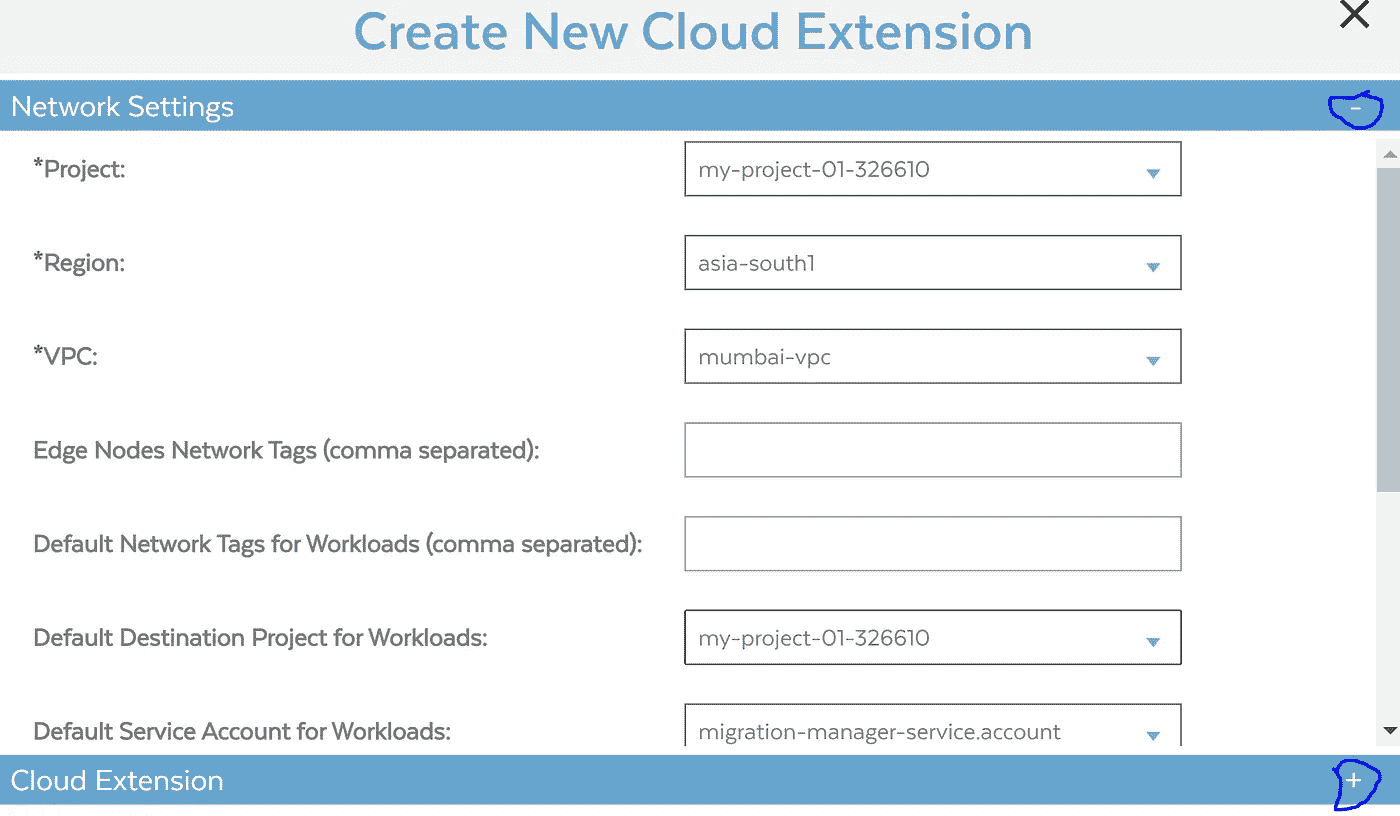 Create New Cloud Extension
Network Settings
*Project: my-project-01-326610
*Region: asia-south1
*VPC: mumbai-vpc
Edge Nodes Network Tags (comma separated):
Default Network Tags for Workloads (comma separated):
Default Destination Project for Workloads: my-project-01-326610
Default Service Account for Workloads: migration-manager-service.account
Cloud Extension